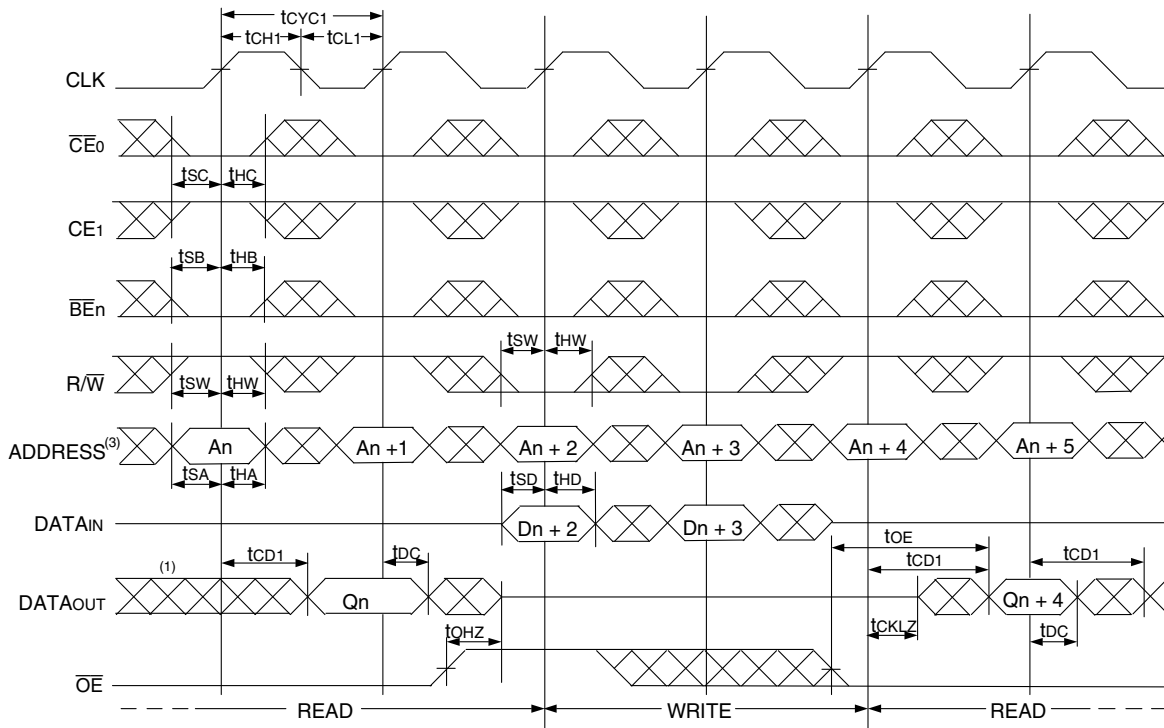 tCYC1
tCH1 tCL1
CLK
CE0
tSC tHC
CE1
tSB tHB
BEn
tSW tHW
R/W
tSW tHW
ADDRESS(3) An An +1 An + 2 An + 3 An + 4 An + 5
tSA tHA tSD tHD
DATAIN Dn + 2 Dn + 3
tOE
(1) tCD1 tDC tCD1 tCD1
DATAOUT Qn Qn + 4
tOHZ tCKLZ tDC
OE
READ WRITE READ